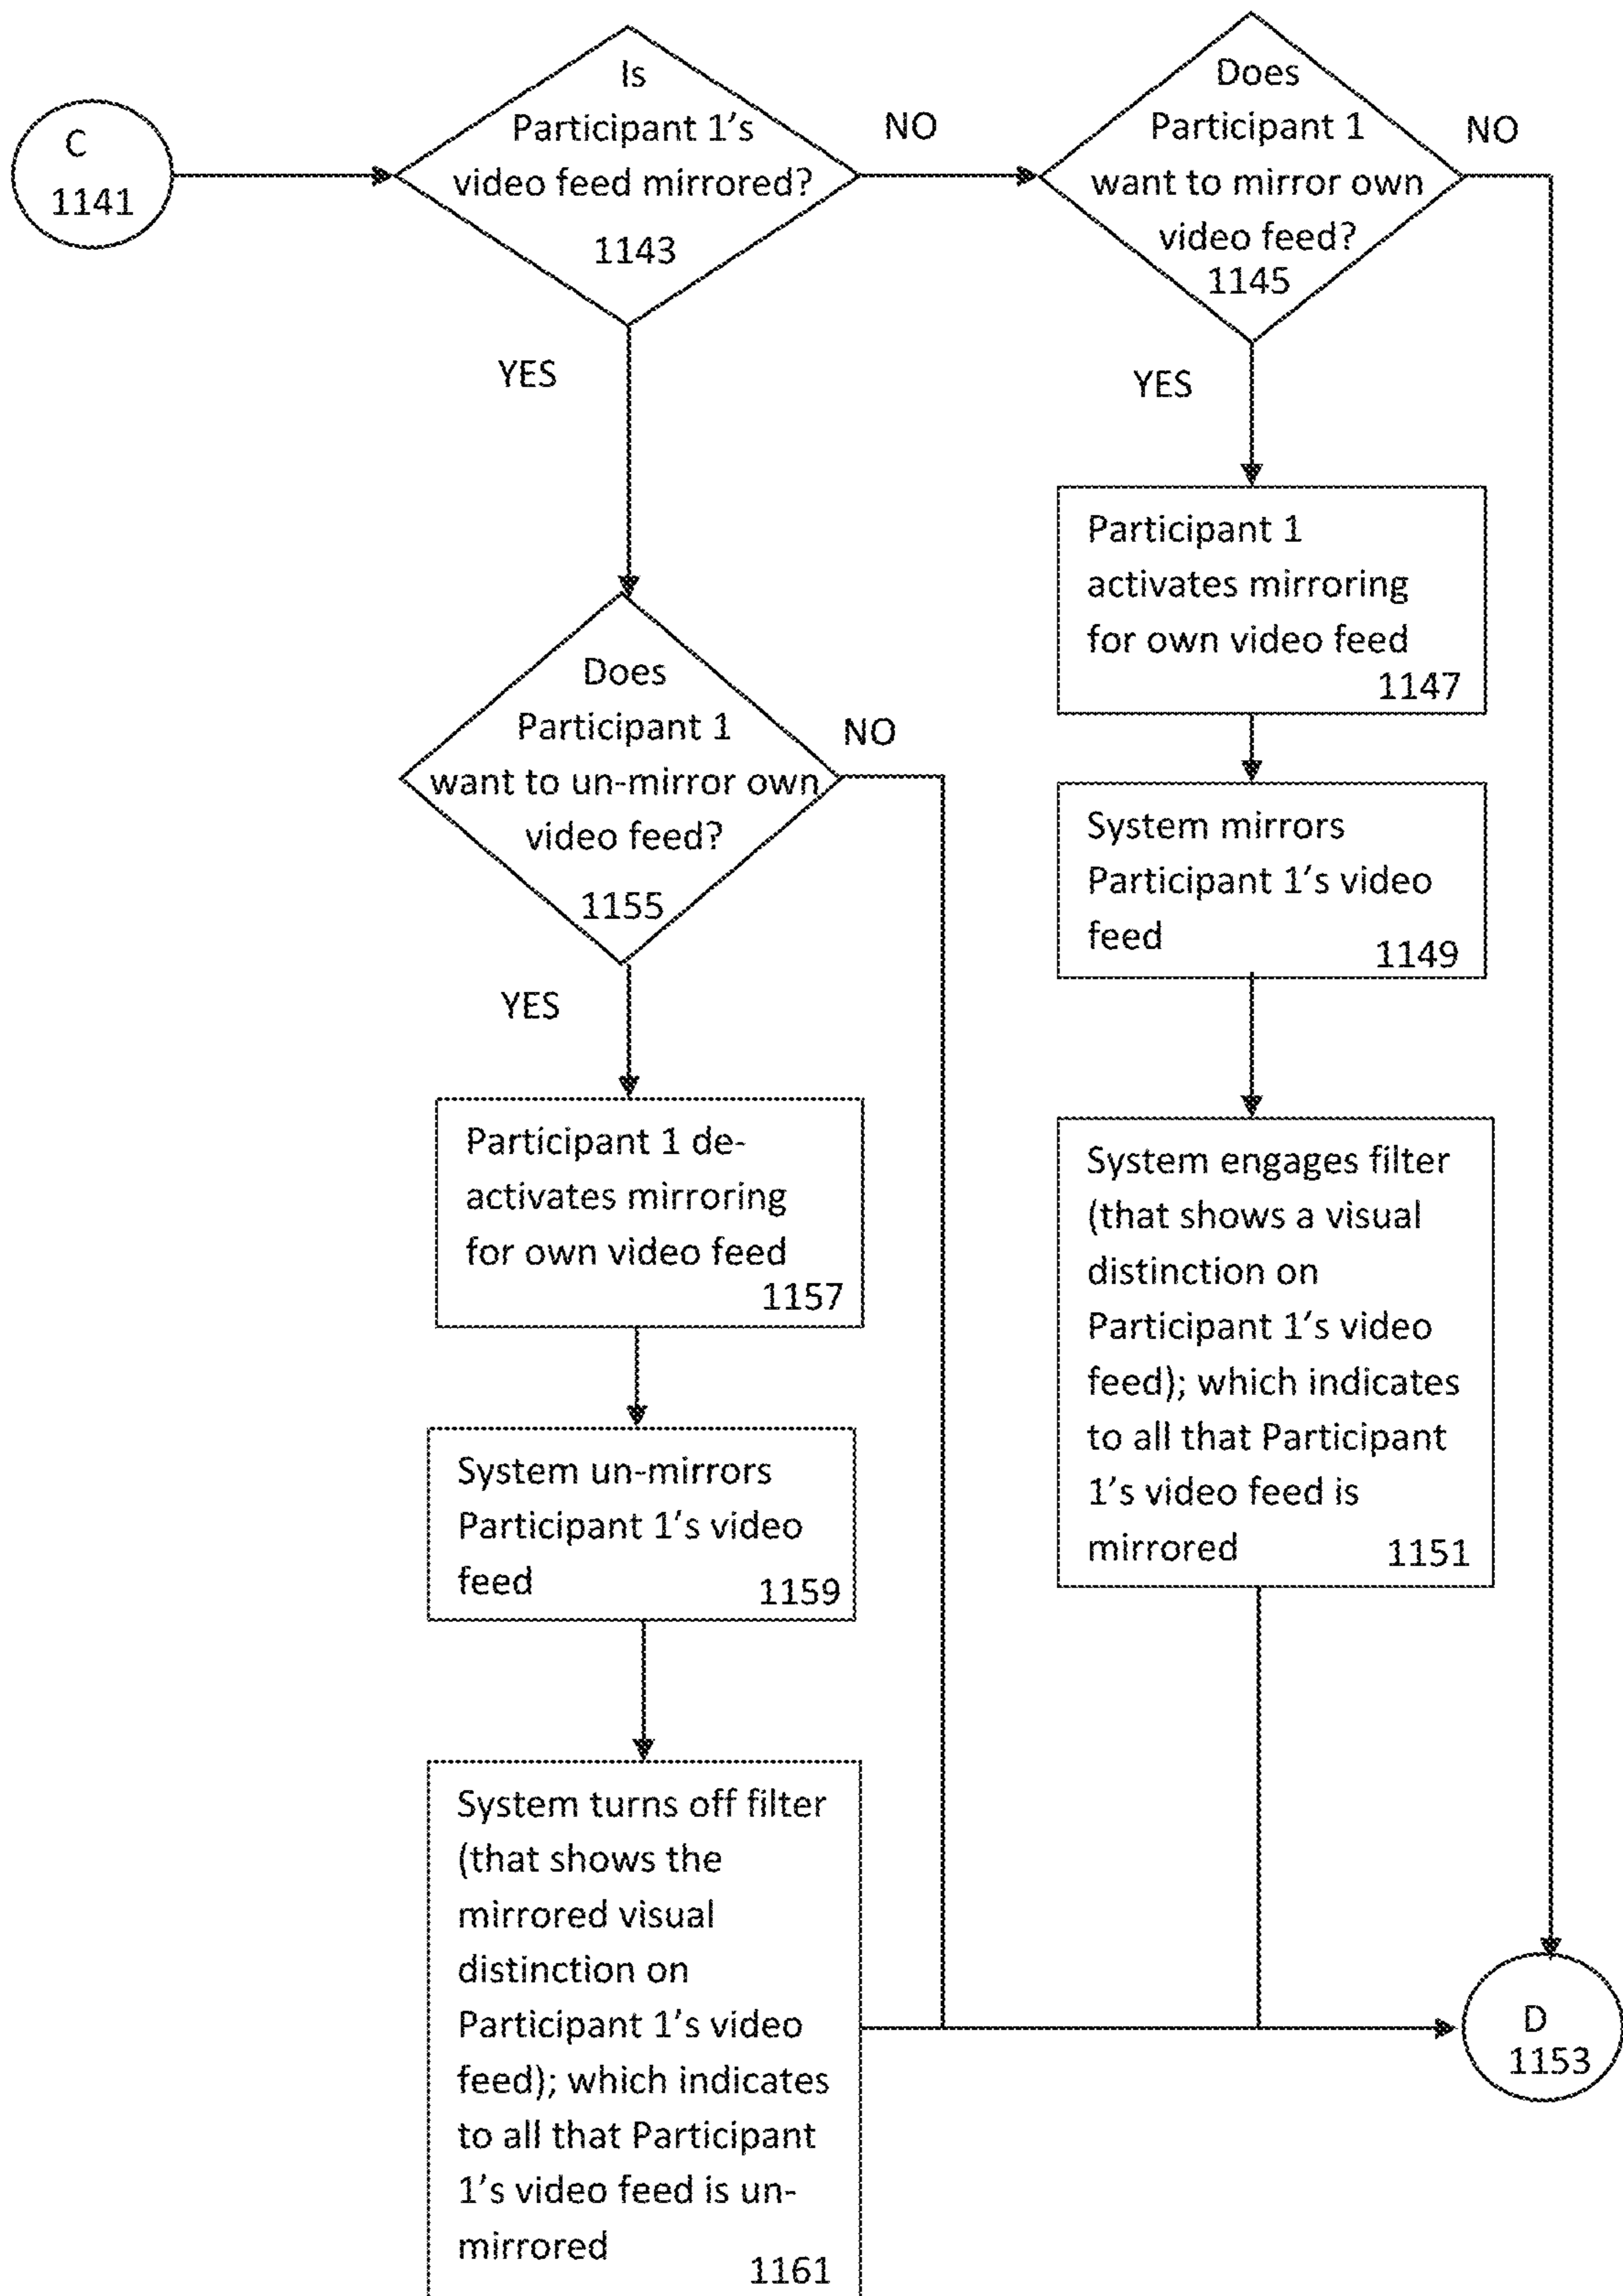 C
1141
Is
Participant 1's
video feed mirrored?
1143
NO
Does
Participant 1
want to mirror own
video feed?
1145
NO
YES
YES
Participant 1
activates mirroring
for own video feed
1147
System mirrors
Participant 1's video
feed
1149
System engages filter
(that shows a visual
distinction on
Participant 1's video
feed); which indicates
to all that Participant
1's video feed is
mirrored
1151
Does
Participant 1
want to un-mirror own
video feed?
1155
NO
YES
Participant 1 de-
activates mirroring
for own video feed
1157
System un-mirrors
Participant 1's video
feed
1159
System turns off filter
(that shows the
mirrored visual
distinction on
Participant 1's video
feed); which indicates
to all that Participant
1's video feed is un-
mirrored
1161
D
1153